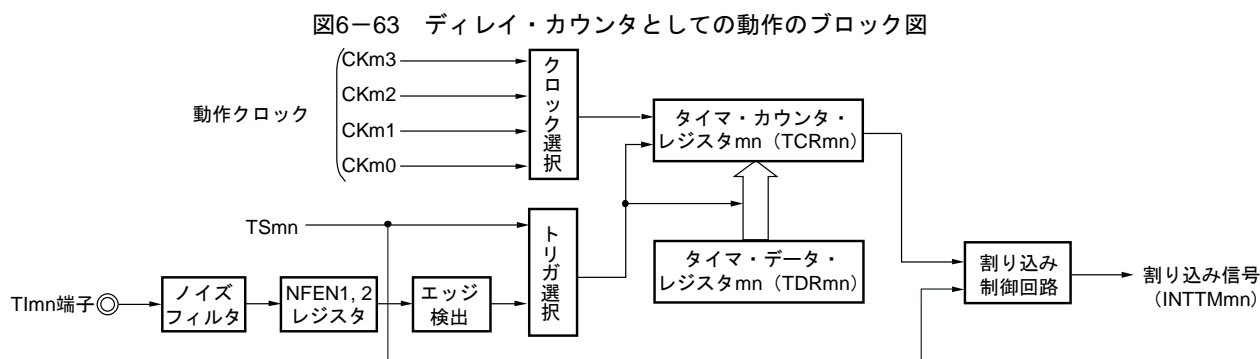 図6-63 ディレイ・カウンタとしての動作のブロック図
動作クロック
CKm3
CKm2
CKm1
CKm0
クロック選択
タイマ・カウンタ・
レジスタmn（TCRmn）
TSmn
トリガ選択
タイマ・データ・
レジスタmn（TDRmn）
TImn端子
ノイズ
フィルタ
NFEN1, 2
レジスタ
エッジ
検出
割り込み
制御回路
割り込み信号
（INTTMmn）